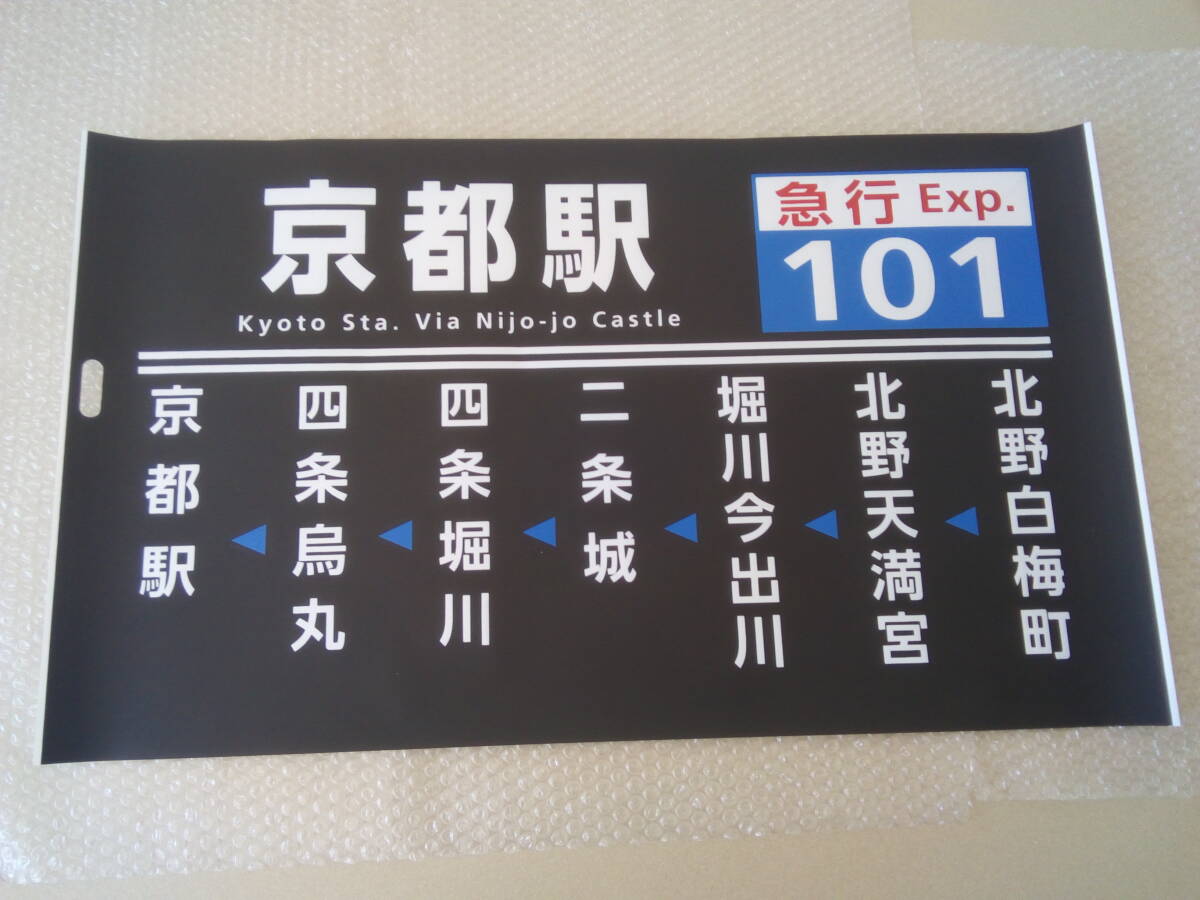 京都駅
Kyoto Sta. Via Nijo-jo Castle
急行 Exp.
101
北野白梅町
北野天満宮
堀川今出川
二条城
四条堀川
四条烏丸
京都駅